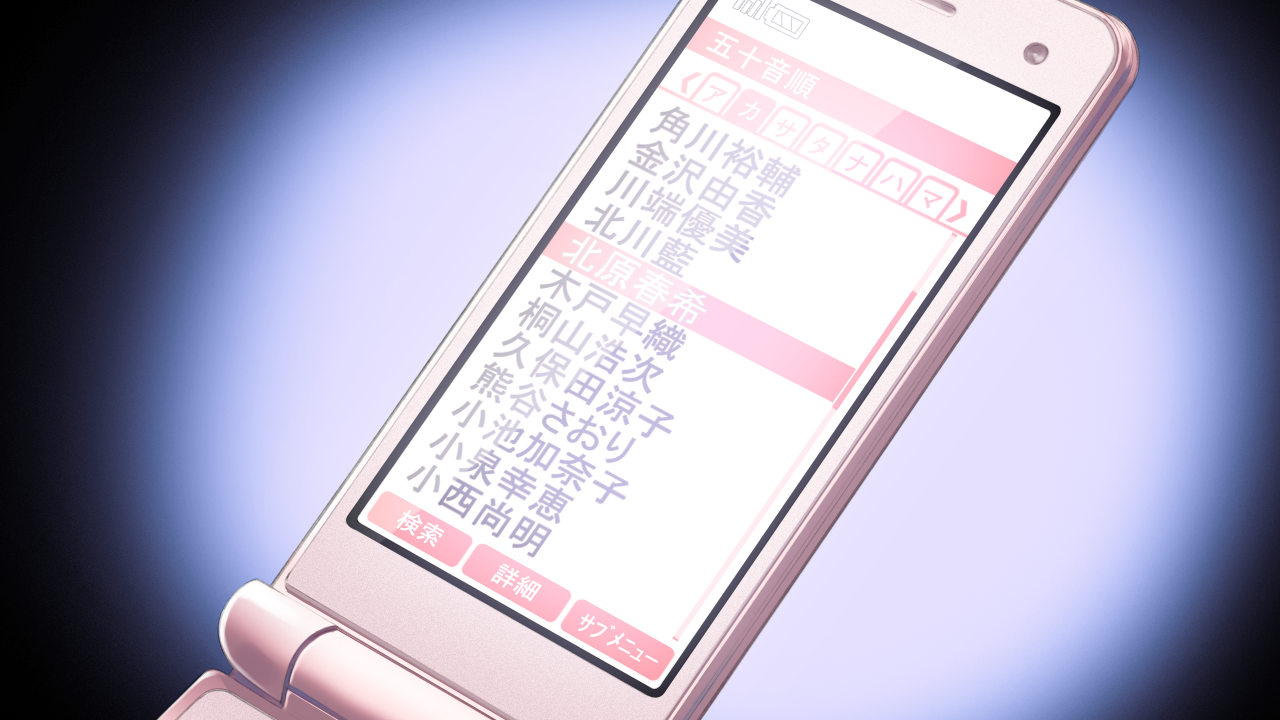 五十音順
ア カ サ タ ナ ハ マ
角川裕輔
金沢由香
川端優美
北川藍
北原春希
木戸早織
桐山浩次
久保田涼子
熊谷さおり
小池加奈子
小泉幸恵
小西尚明
検索 詳細 サブメニュー